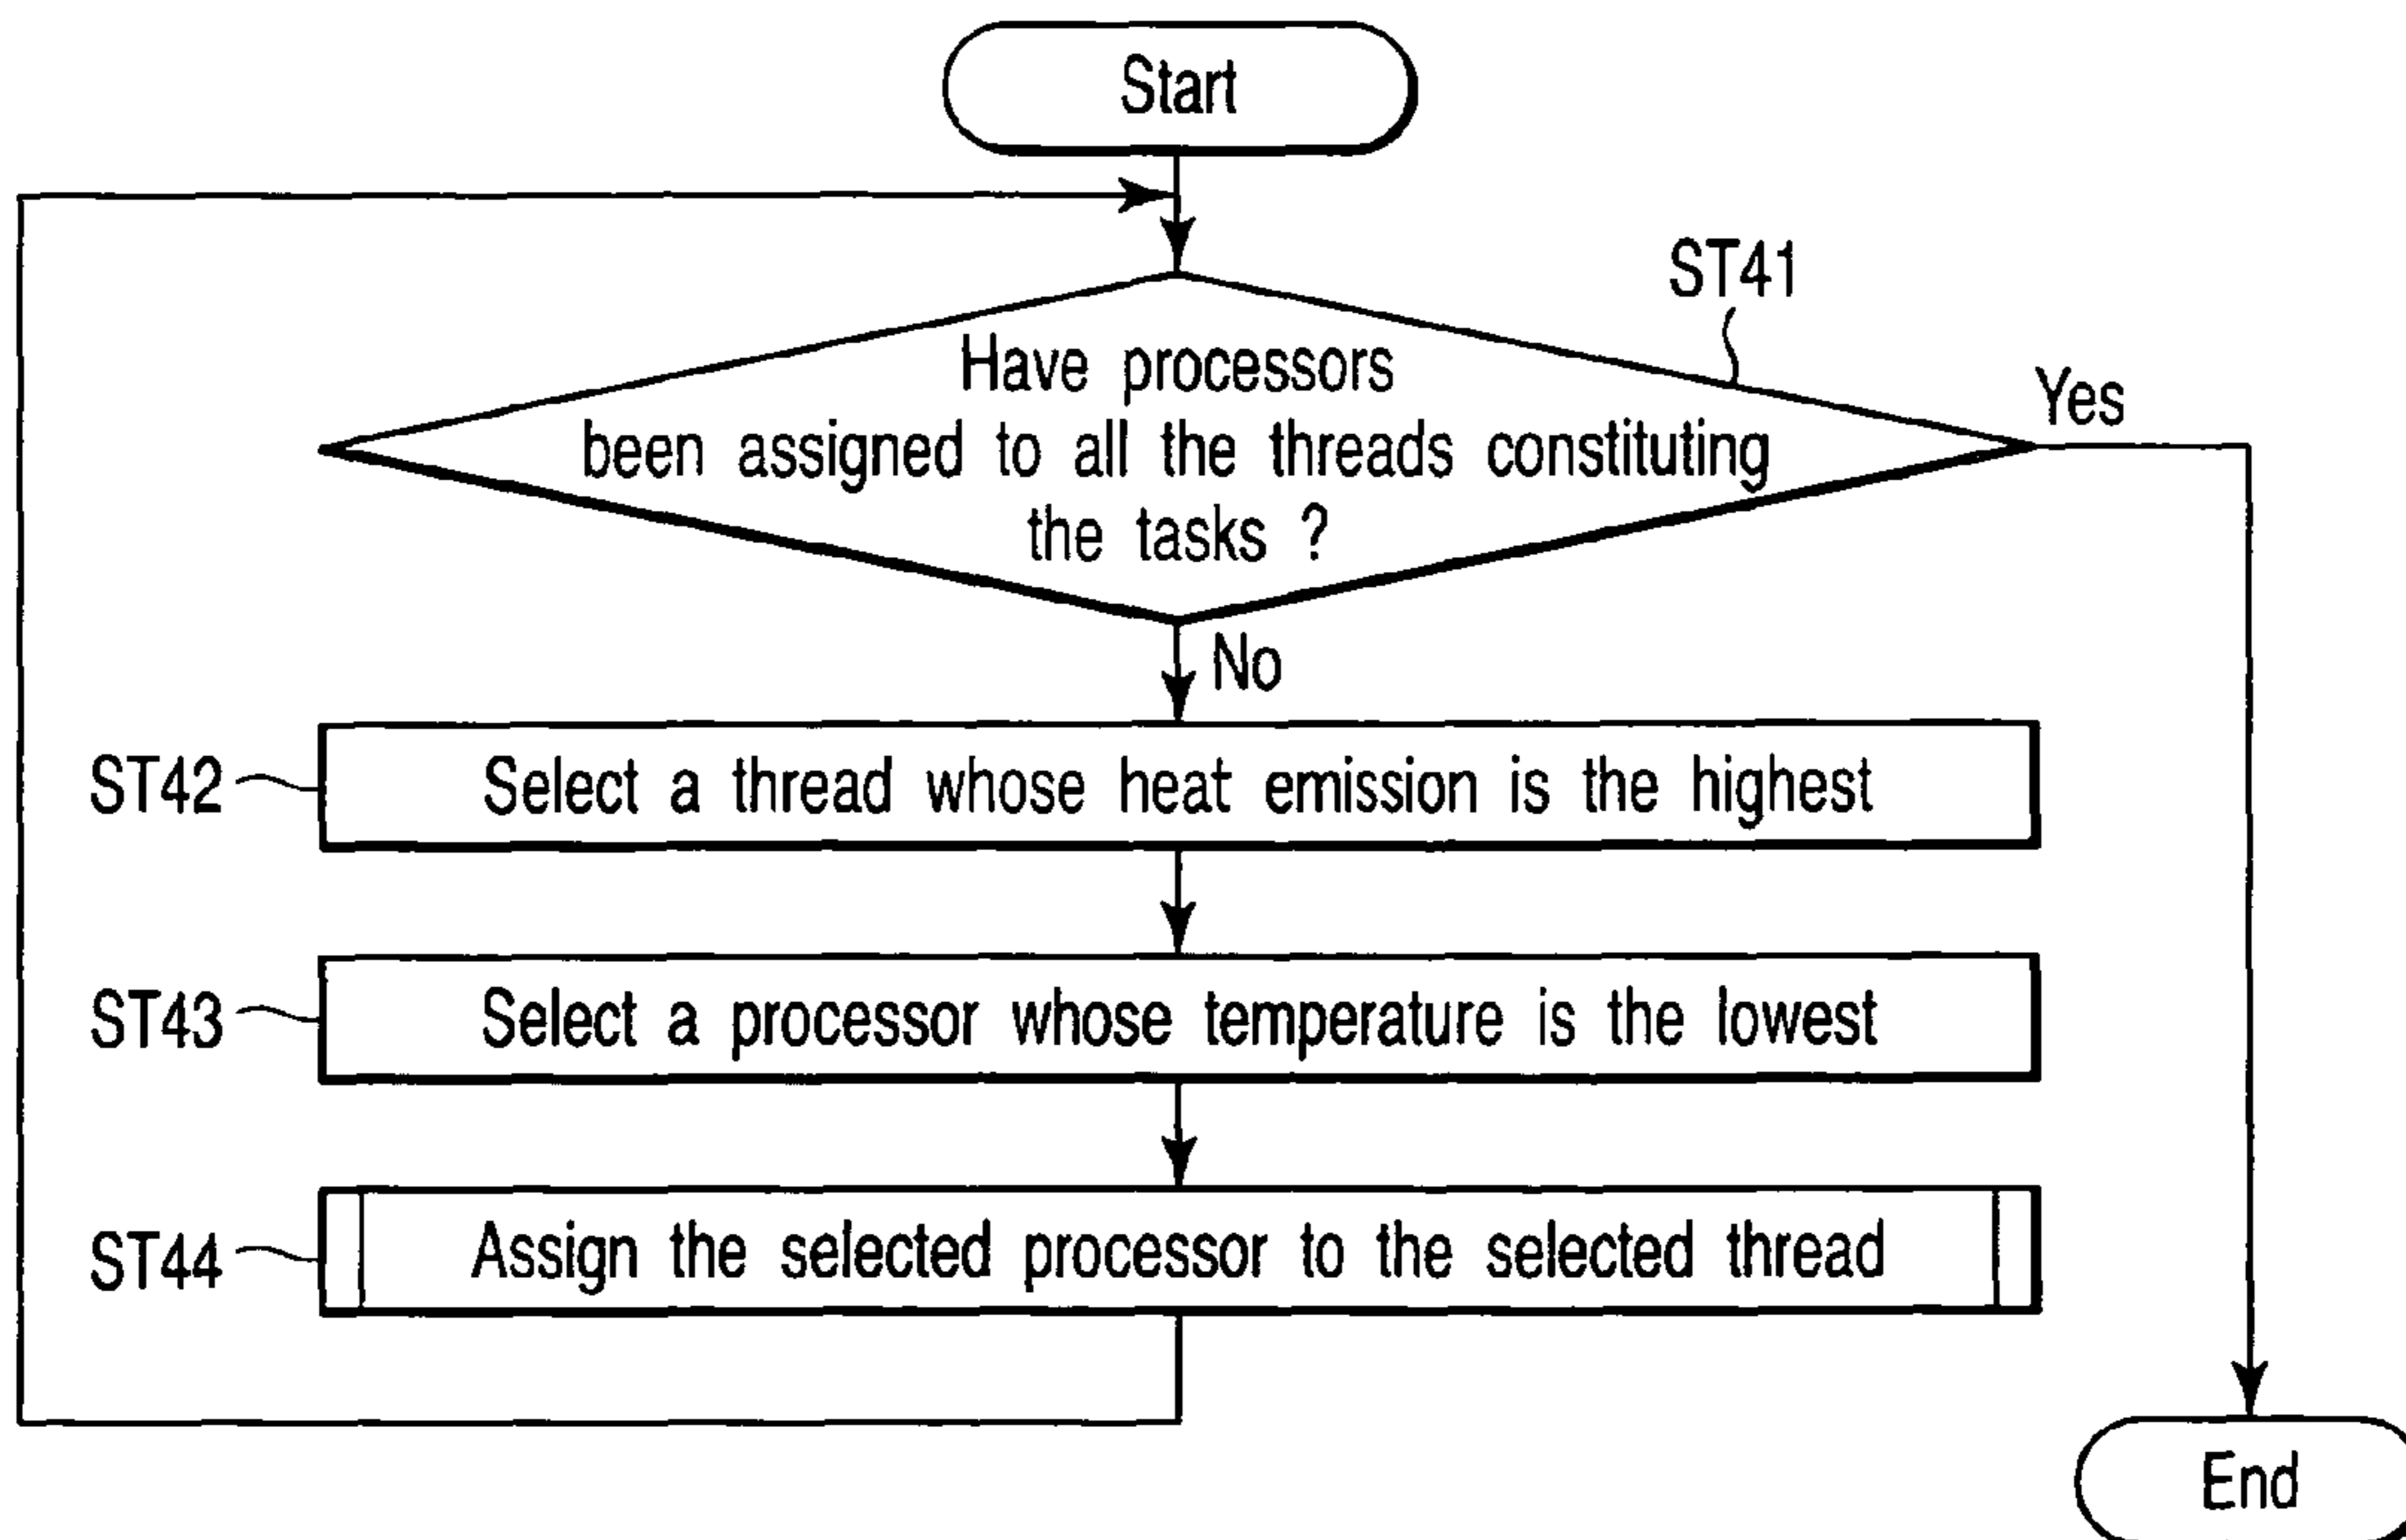 Start
ST41
Have processors
been assigned to all the threads constituting
the tasks ?
Yes
No
ST42
Select a thread whose heat emission is the highest
ST43
Select a processor whose temperature is the lowest
ST44
Assign the selected processor to the selected thread
End